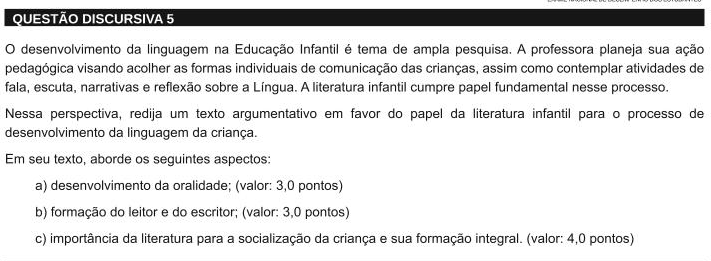 QUESTÃO DISCURSIVA 5
O desenvolvimento da linguagem na Educação Infantil é tema de ampla pesquisa. A professora planeja sua ação
pedagógica visando acolher as formas individuais de comunicação das crianças, assim como contemplar atividades de
fala, escuta, narrativas e reflexão sobre a Língua. A literatura infantil cumpre papel fundamental nesse processo.
Nessa perspectiva, redija um texto argumentativo em favor do papel da literatura infantil para o processo de
desenvolvimento da linguagem da criança.
Em seu texto, aborde os seguintes aspectos:
a) desenvolvimento da oralidade; (valor: 3,0 pontos)
b) formação do leitor e do escritor; (valor: 3,0 pontos)
c) importância da literatura para a socialização da criança e sua formação integral. (valor: 4,0 pontos)